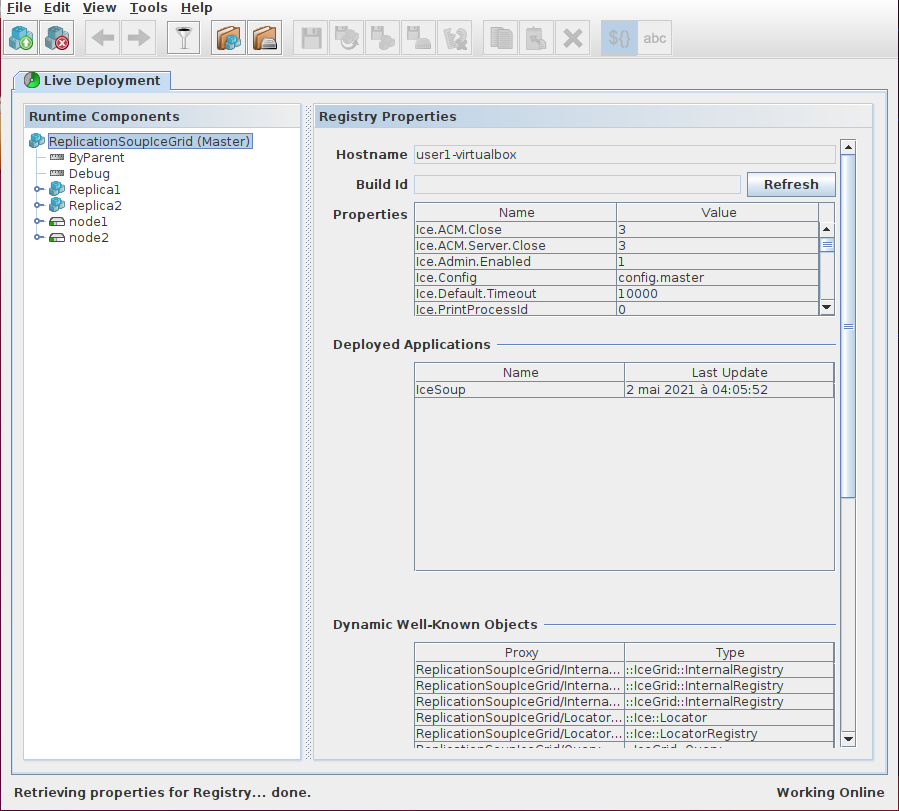 File Edit View Tools Help
${} abc
Live Deployment
Runtime Components
ReplicationSoupIceGrid (Master)
ByParent
Debug
Replica1
Replica2
node1
node2
Registry Properties
Hostname user1-virtualbox
Build Id Refresh
Properties Name Value
Ice.ACM.Close 3
Ice.ACM.Server.Close 3
Ice.Admin.Enabled 1
Ice.Config config.master
Ice.Default.Timeout 10000
Ice.PrintProcessId 0
Deployed Applications
Name Last Update
IceSoup 2 mai 2021 à 04:05:52
Dynamic Well-Known Objects
Proxy Type
ReplicationSoupIceGrid/Interna... ::IceGrid::InternalRegistry
ReplicationSoupIceGrid/Interna... ::IceGrid::InternalRegistry
ReplicationSoupIceGrid/Interna... ::IceGrid::InternalRegistry
ReplicationSoupIceGrid/Locator... ::Ice::Locator
ReplicationSoupIceGrid/Locator... ::Ice::LocatorRegistry
Retrieving properties for Registry... done. Working Online